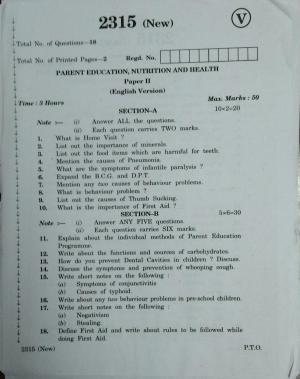 2315 (New)
V
Total No. of Questions—18
Total No. of Printed Pages—2 Regd. No.
PARENT EDUCATION, NUTRITION AND HEALTH
Paper II
(English Version)
Time : 3 Hours Max. Marks : 50
SECTION–A 10×2=20
Note :– (i) Answer ALL the questions.
(ii) Each question carries TWO marks.
1. What is Home Visit ?
2. List out the importance of minerals.
3. List out the food items which are harmful for teeth.
4. Mention the causes of Pneumonia.
5. What are the symptoms of infantile paralysis ?
6. Expand the B.C.G. and D.P.T.
7. Mention any two causes of behaviour problems.
8. What is behaviour problem ?
9. List out the causes of Thumb Sucking.
10. What is the importance of First Aid ?
SECTION–B 5×6=30
Note :– (i) Answer ANY FIVE questions.
(ii) Each question carries SIX marks.
11. Explain about the individual methods of Parent Education
Programme.
12. Write about the functions and sources of carbohydrates.
13. How do you prevent Dental Cavities in children ? Discuss.
14. Discuss the symptoms and prevention of whooping cough.
15. Write short notes on the following :
(a) Symptoms of conjunctivitis
(b) Causes of typhoid.
16. Write about any two behaviour problems in pre-school children.
17. Write short notes on the following :
(a) Negativism
(b) Stealing.
18. Define First Aid and write about rules to be followed while
doing First Aid.
2315 (New) P.T.O.